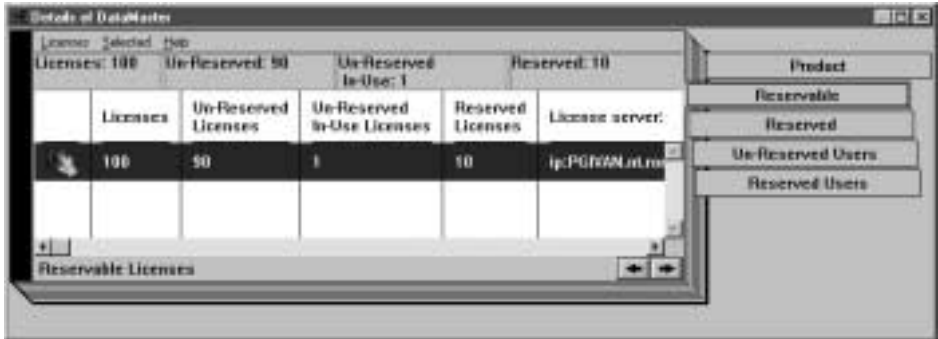 Details of DataMaster
Licenses Selected Help
Licenses: 100 Un-Reserved: 90 Un-Reserved In-Use: 1 Reserved: 10
Licenses Un-Reserved Licenses Un-Reserved In-Use Licenses Reserved Licenses License server:
100 90 1 10
Reservable Licenses
Product
Reservable
Reserved
Un-Reserved Users
Reserved Users